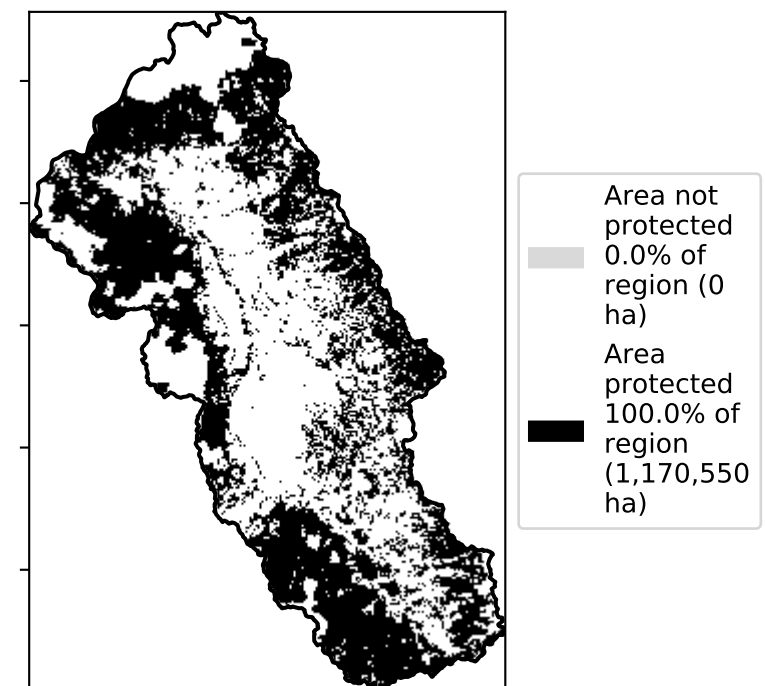 Area not
protected
0.0% of
region (0
ha)
Area
protected
100.0% of
region
(1,170,550
ha)